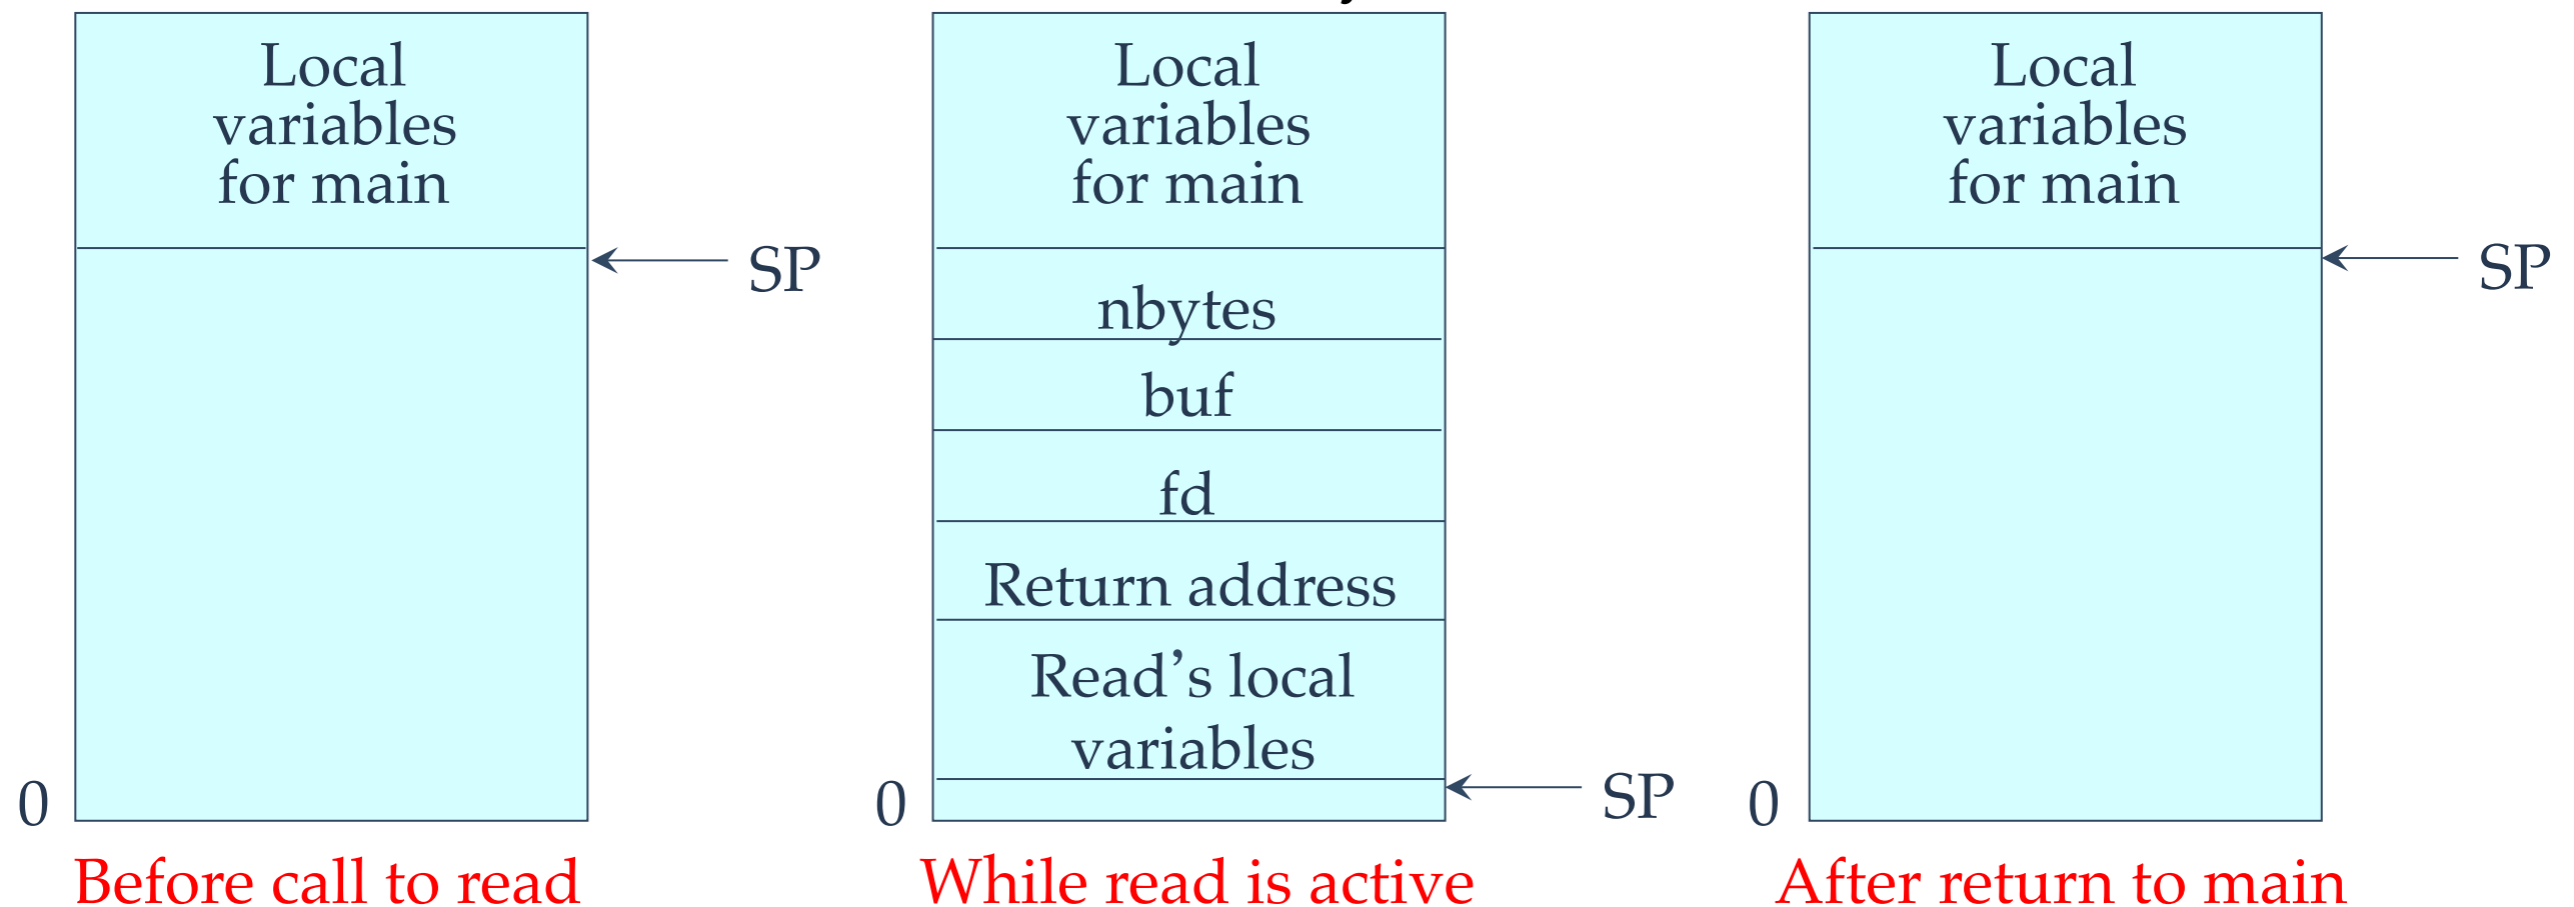 Local
variables
for main
SP
0
Before call to read
Local
variables
for main
nbytes
buf
fd
Return address
Read’s local
variables
SP
0
While read is active
Local
variables
for main
SP
0
After return to main